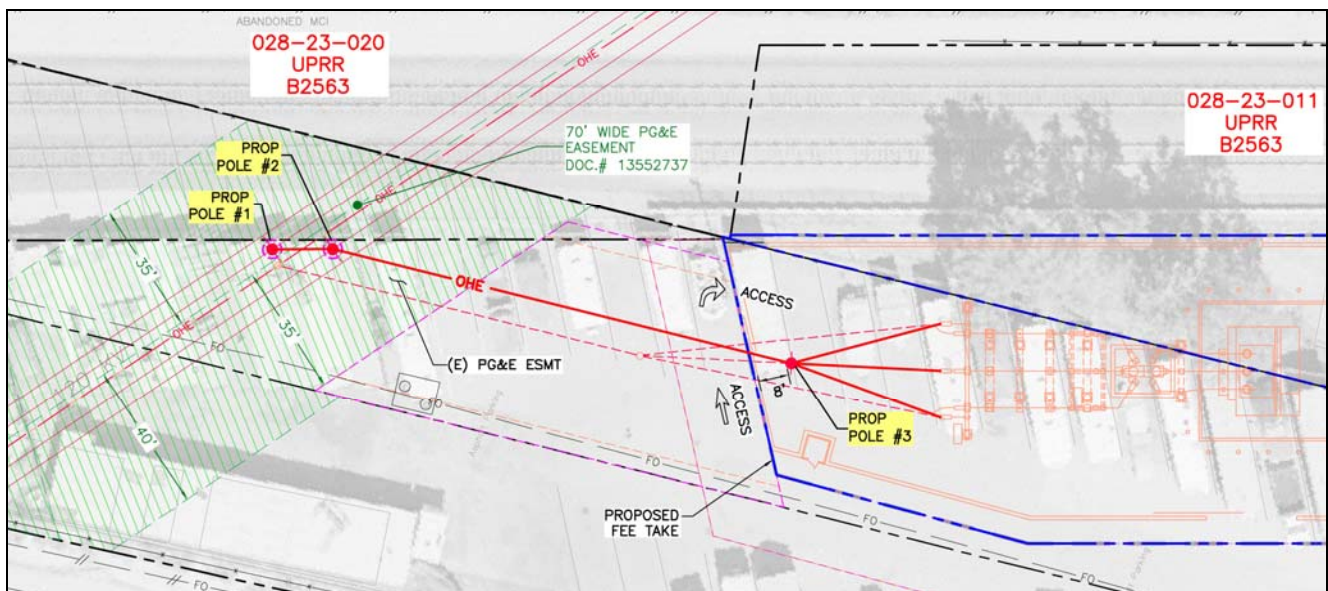 ABANDONED MCI
028-23-020
UPRR
B2563
OHE
028-23-011
UPRR
B2563
70' WIDE PG&E
EASEMENT
DOC.# 13552737
PROP
POLE #2
PROP
POLE #1
OHE
35'
OHE
ACCESS
OHE
35'
FO
(E) PG&E ESMT
8'
ACCESS
PROP
POLE #3
FO
40'
FO
PROPOSED
FEE TAKE
FO
Parking
FO